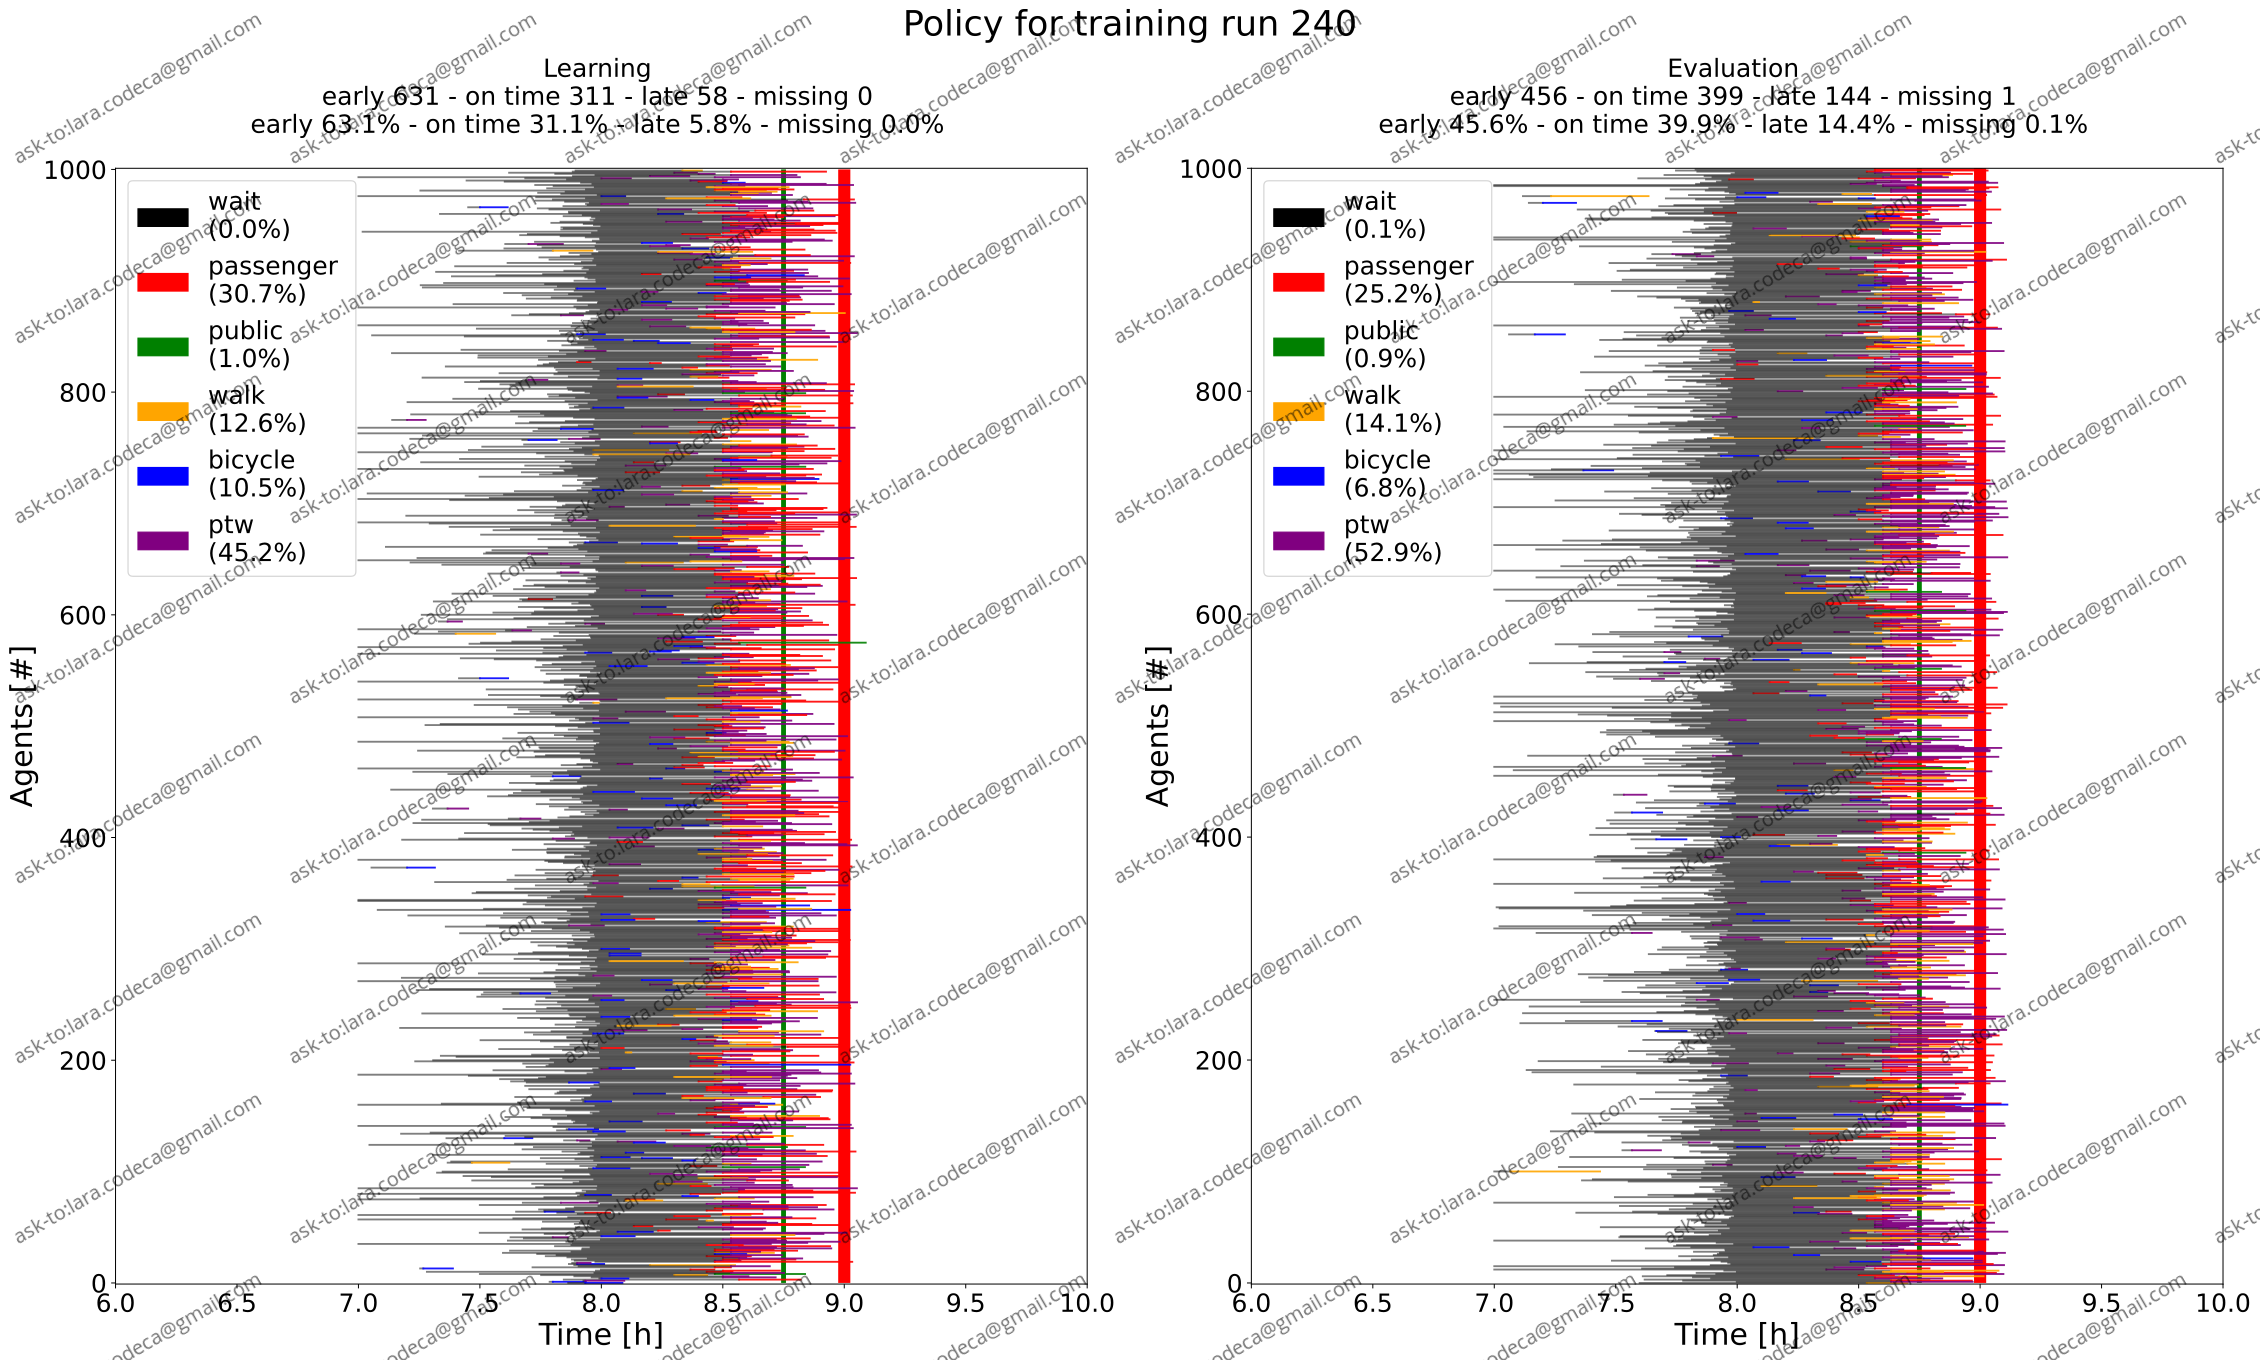 Policy for training run 240
Learning
early 631 - on time 311 - late 58 - missing 0
early 63.1% - on time 31.1% - late 5.8% - missing 0.0%
1000
800
600
400
200
0
Agents [#]
wait
(0.0%)
passenger
(30.7%)
public
(1.0%)
walk
(12.6%)
bicycle
(10.5%)
ptw
(45.2%)
6.0 6.5 7.0 7.5 8.0 8.5 9.0 9.5 10.0
Time [h]
Evaluation
early 456 - on time 399 - late 144 - missing 1
early 45.6% - on time 39.9% - late 14.4% - missing 0.1%
1000
800
600
400
200
0
Agents [#]
wait
(0.1%)
passenger
(25.2%)
public
(0.9%)
walk
(14.1%)
bicycle
(6.8%)
ptw
(52.9%)
6.0 6.5 7.0 7.5 8.0 8.5 9.0 9.5 10.0
Time [h]
ask-to:lara.codeca@gmail.com